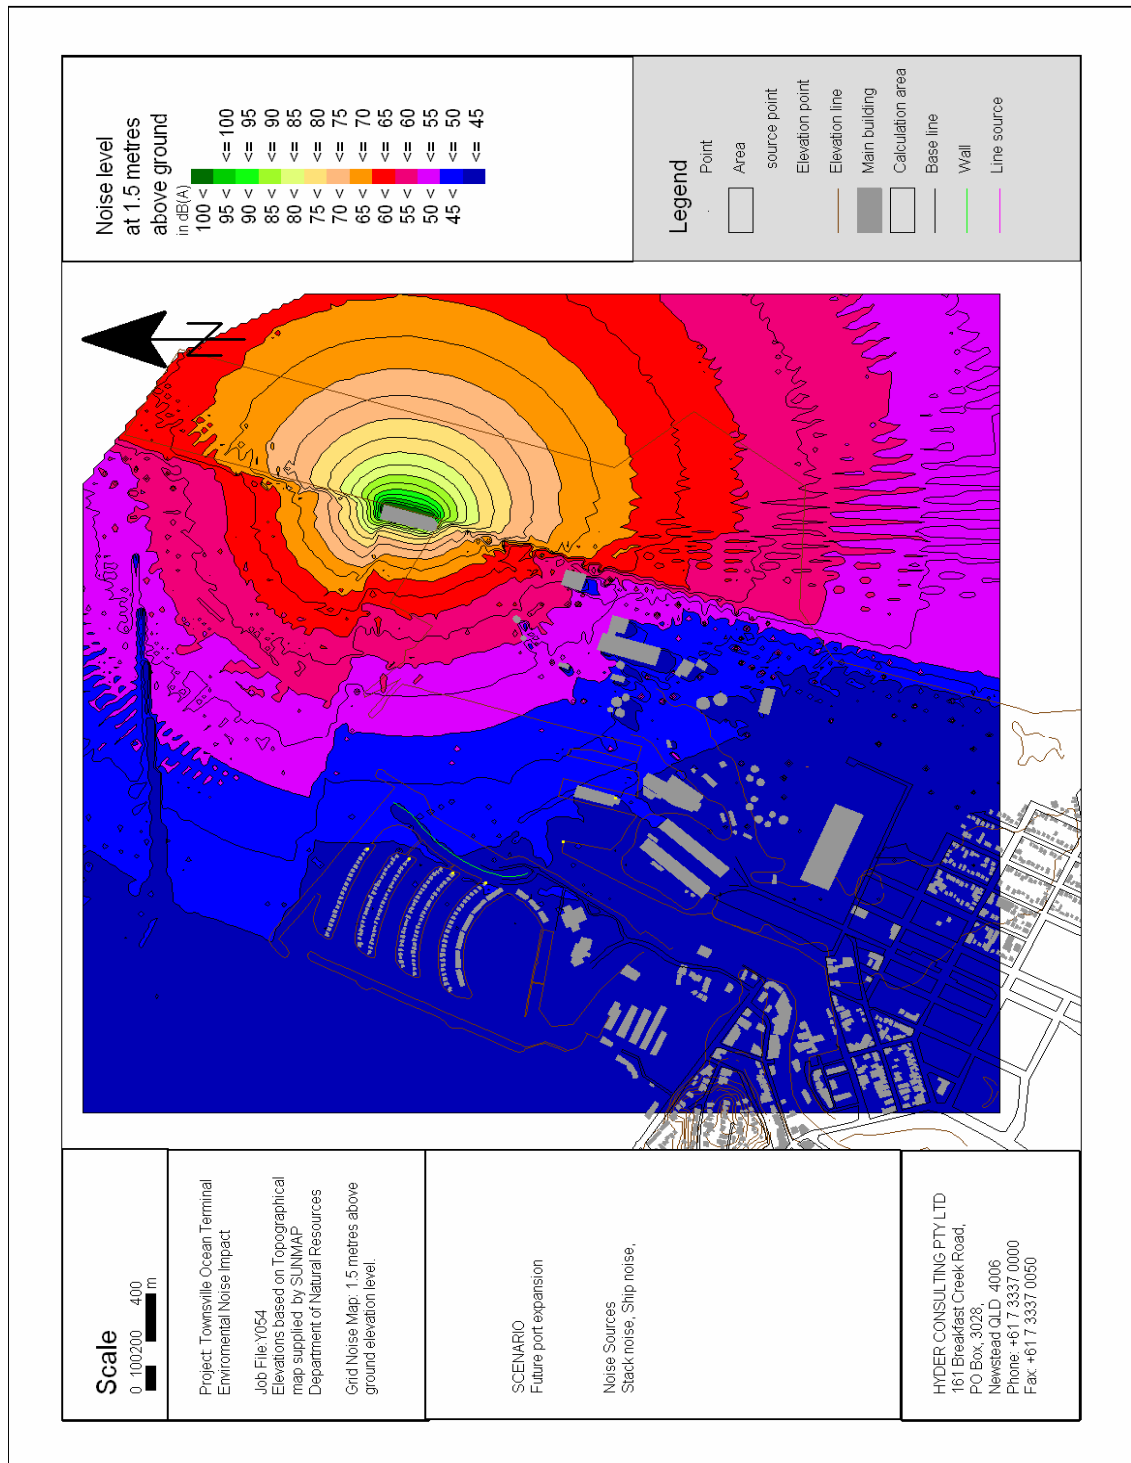 Noise level
at 1.5 metres
above ground
in dB(A)
100 <
95 < <= 100
90 < <= 95
85 < <= 90
80 < <= 85
75 < <= 80
70 < <= 75
65 < <= 70
60 < <= 65
55 < <= 60
50 < <= 55
45 < <= 50
<= 45
Legend
Point
Area
source point
Elevation point
Elevation line
Main building
Calculation area
Base line
Wall
Line source
N
Scale
0 100200 400
m
Project: Townsville Ocean Terminal
Enviromental Noise Impact
Job File:Y054
Elevations based on Topographical
map supplied by SUNMAP
Department of Natural Resources
Grid Noise Map: 1.5 metres above
ground elevation level.
SCENARIO
Future port expansion
Noise Sources
Stack noise, Ship noise,
HYDER CONSULTING PTY LTD
161 Breakfast Creek Road,
PO Box, 3028,
Newstead QLD 4006
Phone: +61 7 3337 0000
Fax: +61 7 3337 0050